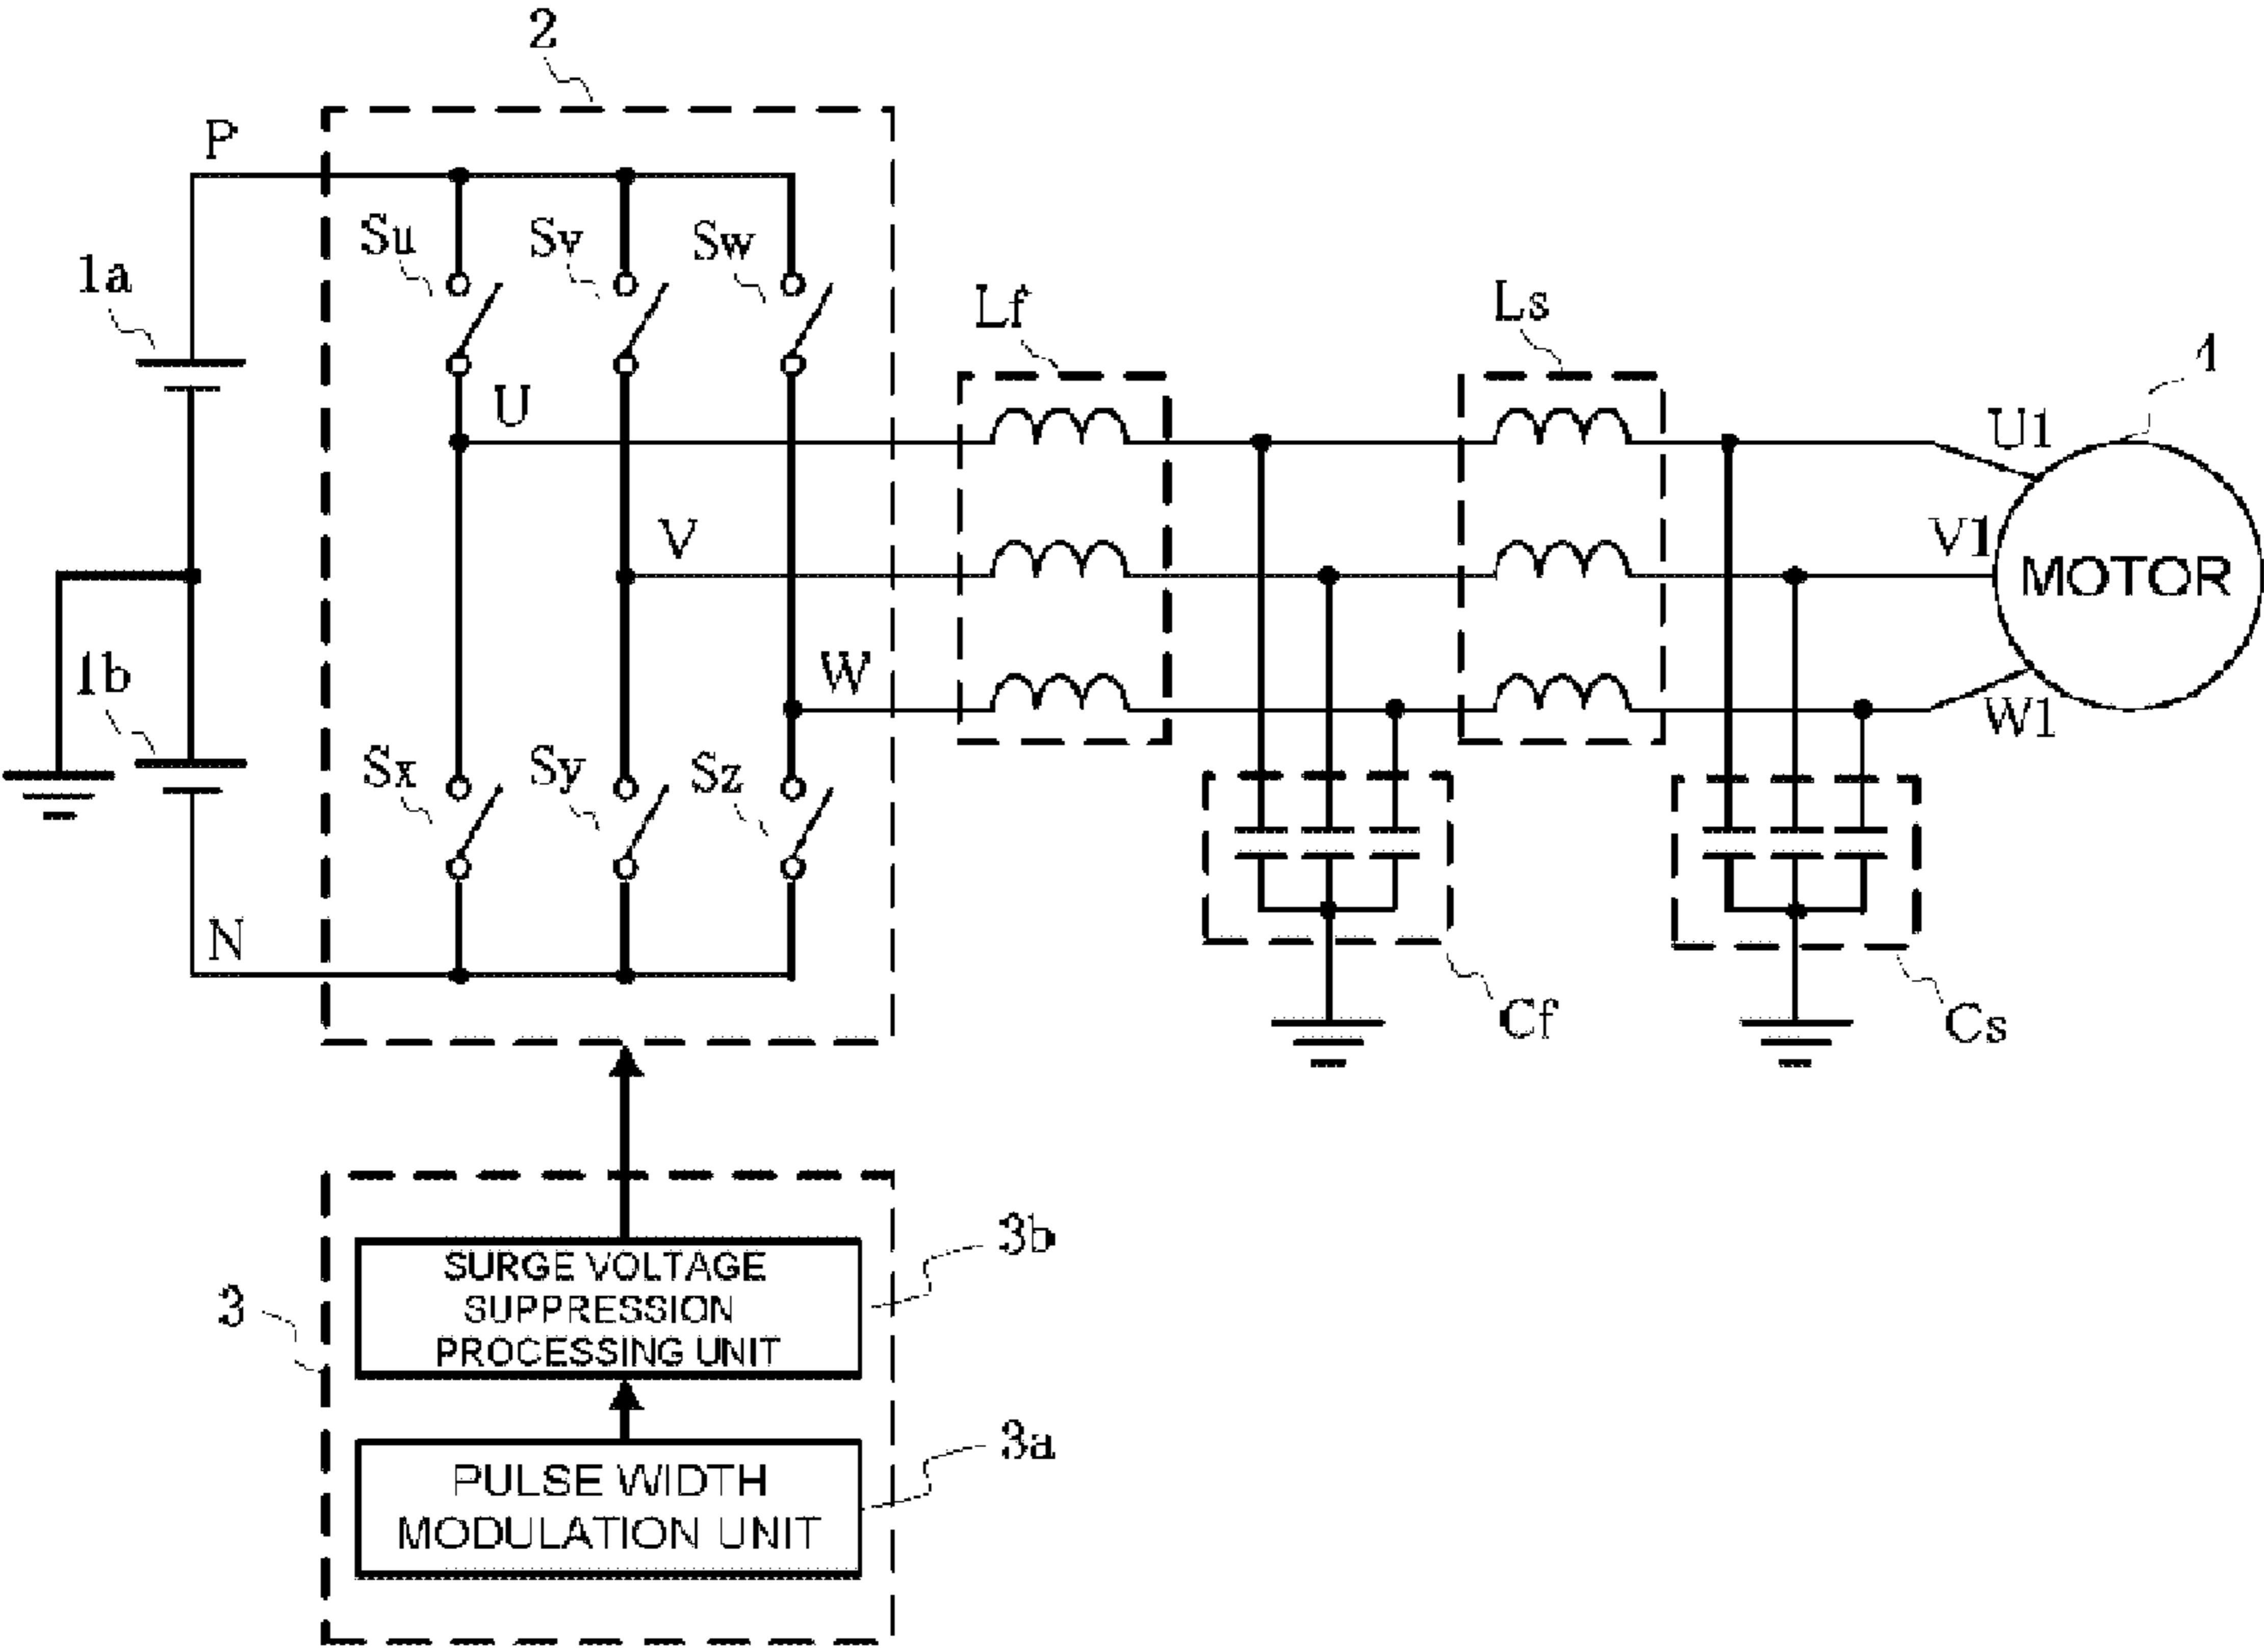 2
P
Su
Sv
Sw
1a
Lf
Ls
1
U
U1
V
V1
MOTOR
W
W1
1b
Sx
Sy
Sz
N
Cf
Cs
3b
SURGE VOLTAGE
SUPPRESSION
PROCESSING UNIT
3
3a
PULSE WIDTH
MODULATION UNIT